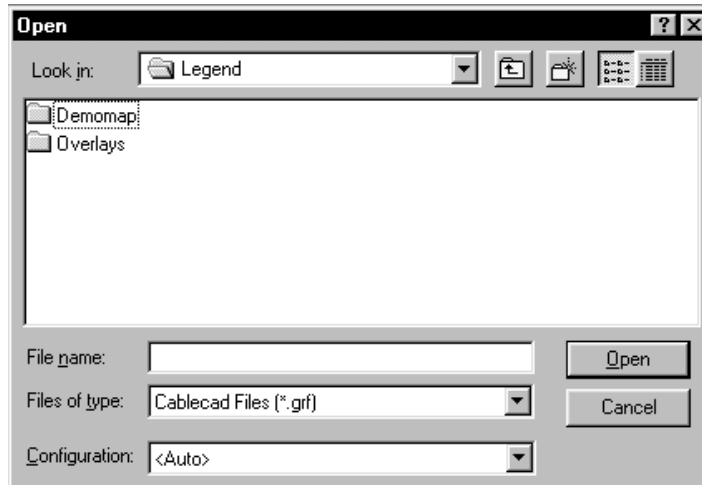 Open
Look in: Legend
Demomap
Overlays
File name: Open
Files of type: Cablecad Files (*.grf) Cancel
Configuration: <Auto>